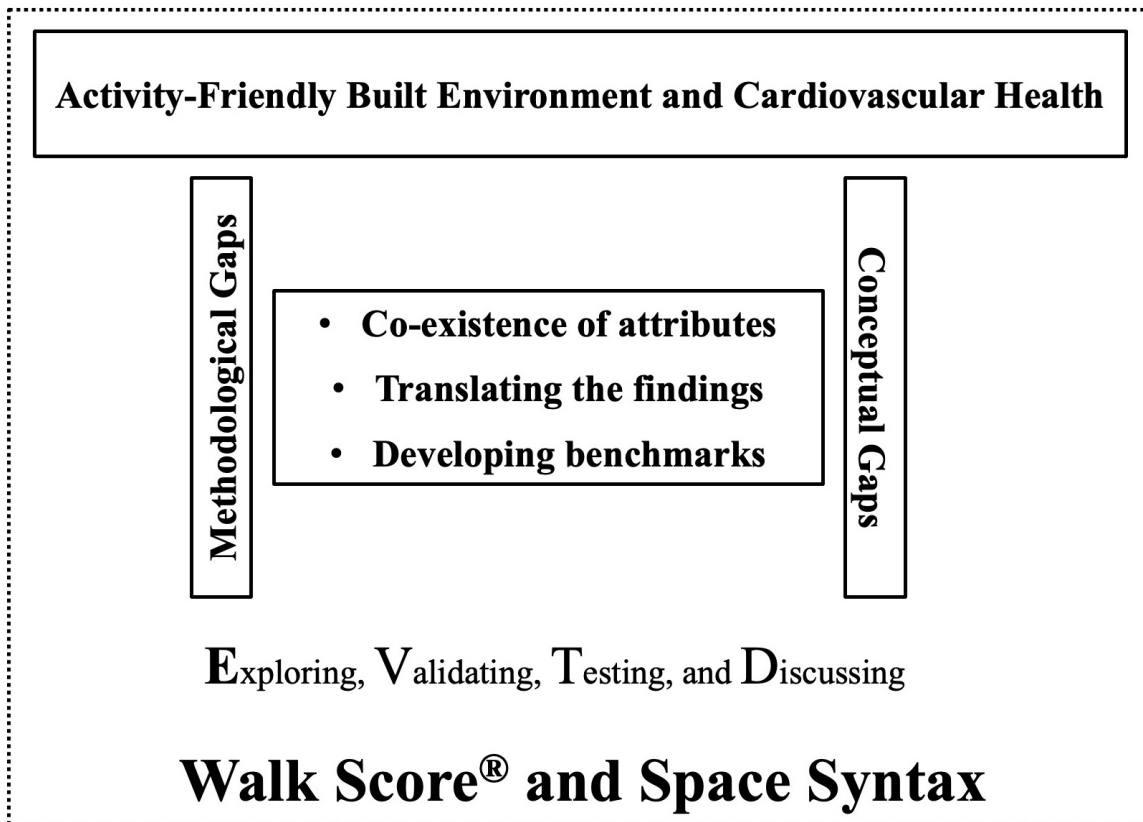 Activity-Friendly Built Environment and Cardiovascular Health
Methodological Gaps
• Co-existence of attributes
• Translating the findings
• Developing benchmarks
Conceptual Gaps
Exploring, Validating, Testing, and Discussing
Walk Score® and Space Syntax